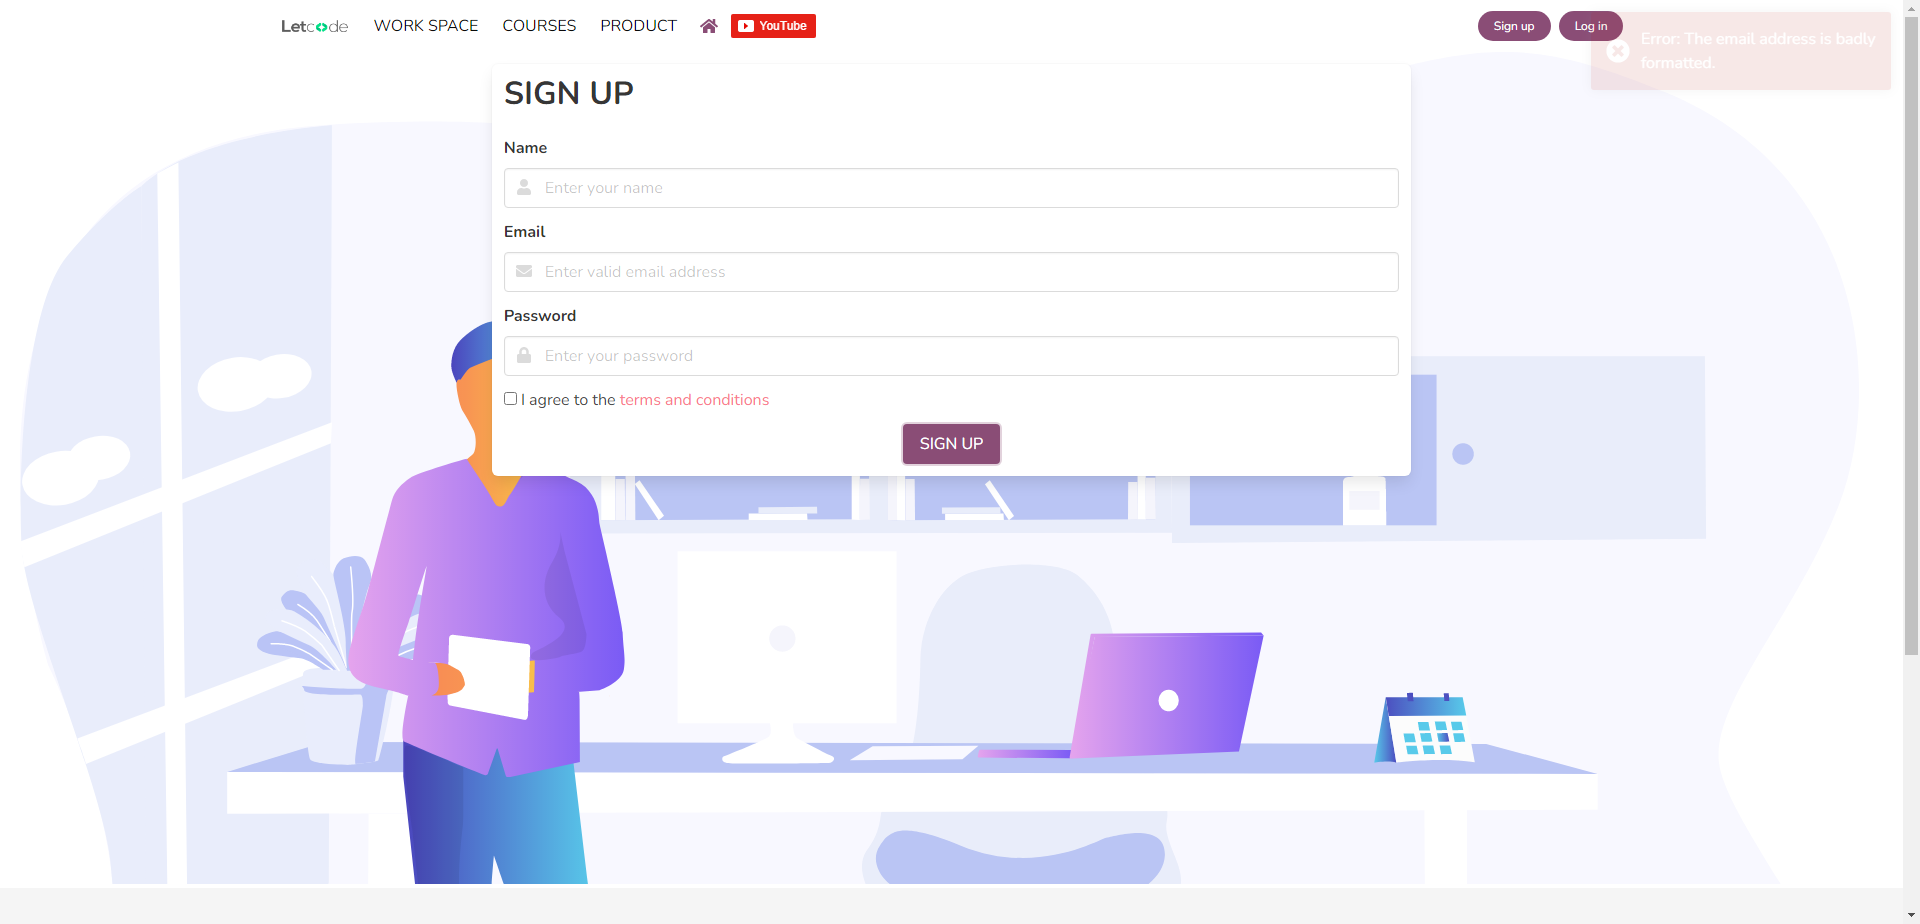 Letcode WORK SPACE COURSES PRODUCT YouTube Sign up Log in
Error: The email address is badly
formatted.
SIGN UP
Name
Enter your name
Email
Enter valid email address
Password
Enter your password
I agree to the terms and conditions
SIGN UP